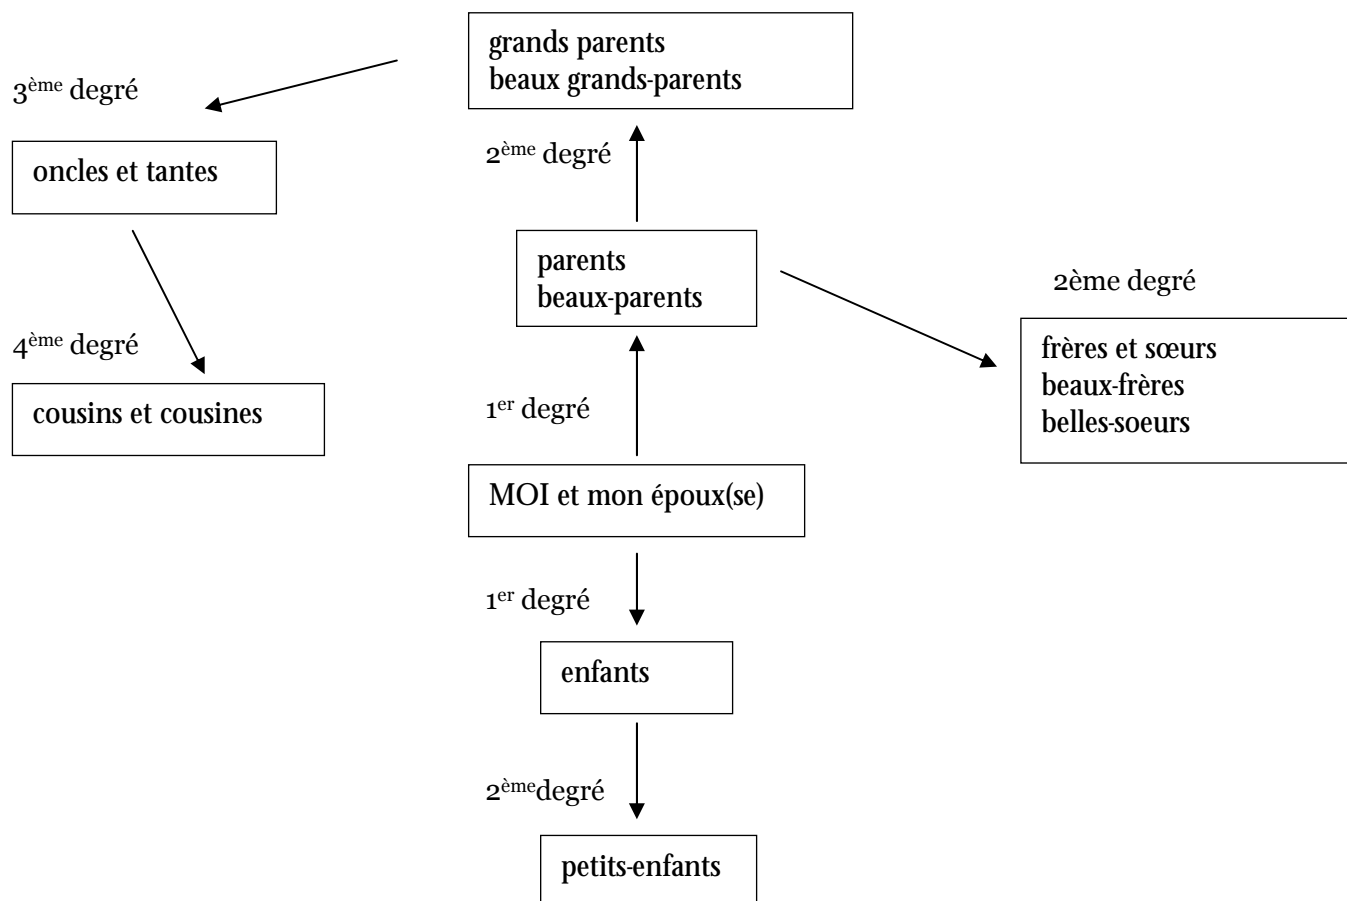 grands parents
beaux grands-parents
3ème degré
2ème degré
oncles et tantes
parents
beaux-parents
2ème degré
frères et sœurs
beaux-frères
belles-soeurs
4ème degré
cousins et cousines
1er degré
MOI et mon époux(se)
1er degré
enfants
2èmedegré
petits-enfants